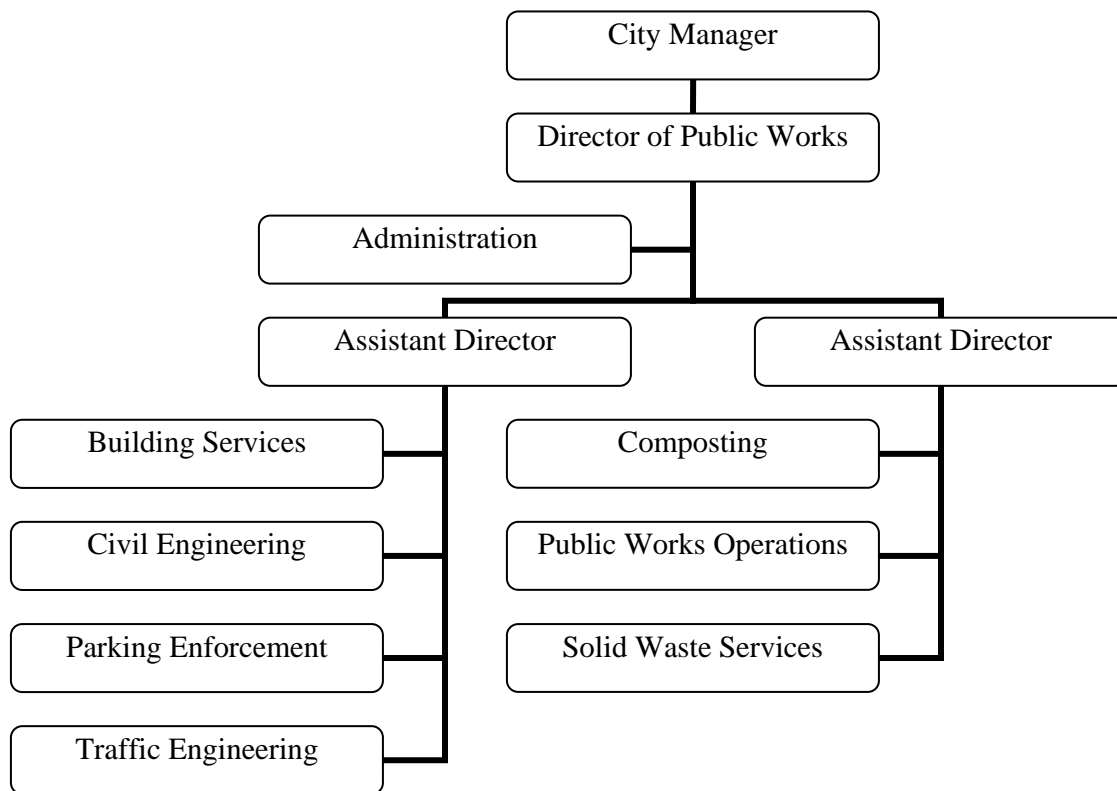 City Manager
Director of Public Works
Administration
Assistant Director
Assistant Director
Building Services
Composting
Civil Engineering
Public Works Operations
Parking Enforcement
Solid Waste Services
Traffic Engineering